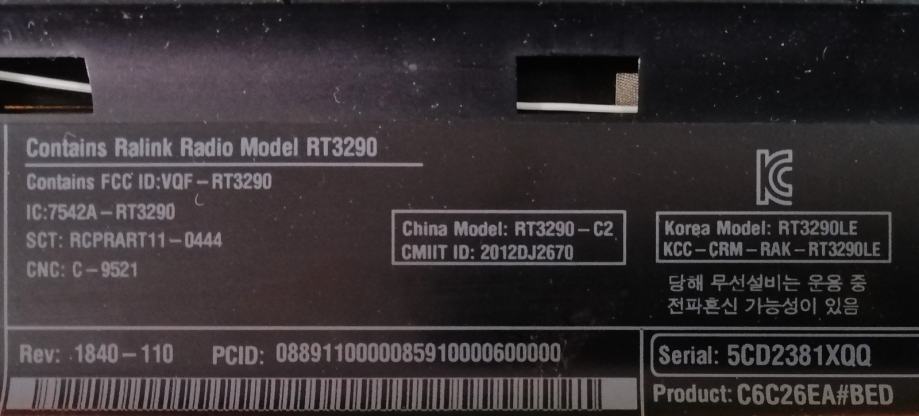 Contains Ralink Radio Model RT3290
Contains FCC ID:VQF-RT3290
IC:7542A-RT3290
SCT: RCPRART11-0444
CNC: C-9521
China Model: RT3290-C2
CMIIT ID: 2012DJ2670
Korea Model: RT3290LE
KCC-CRM-RAK-RT3290LE
당해 무선설비는 운용 중
전파혼신 가능성이 있음
Rev: 1840-110 PCID: 0889110000085910000600000
Serial: 5CD2381XQQ
Product: C6C26EA#BED